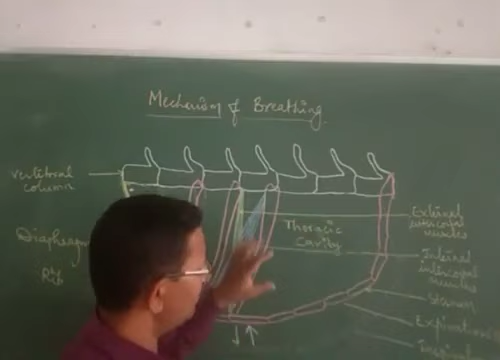 Mechanism of Breathing
vertebral
column
Diaphragm
Rib
Thoracic
Cavity
External
intercostal
muscles
Internal
intercostal
muscles
Sternum